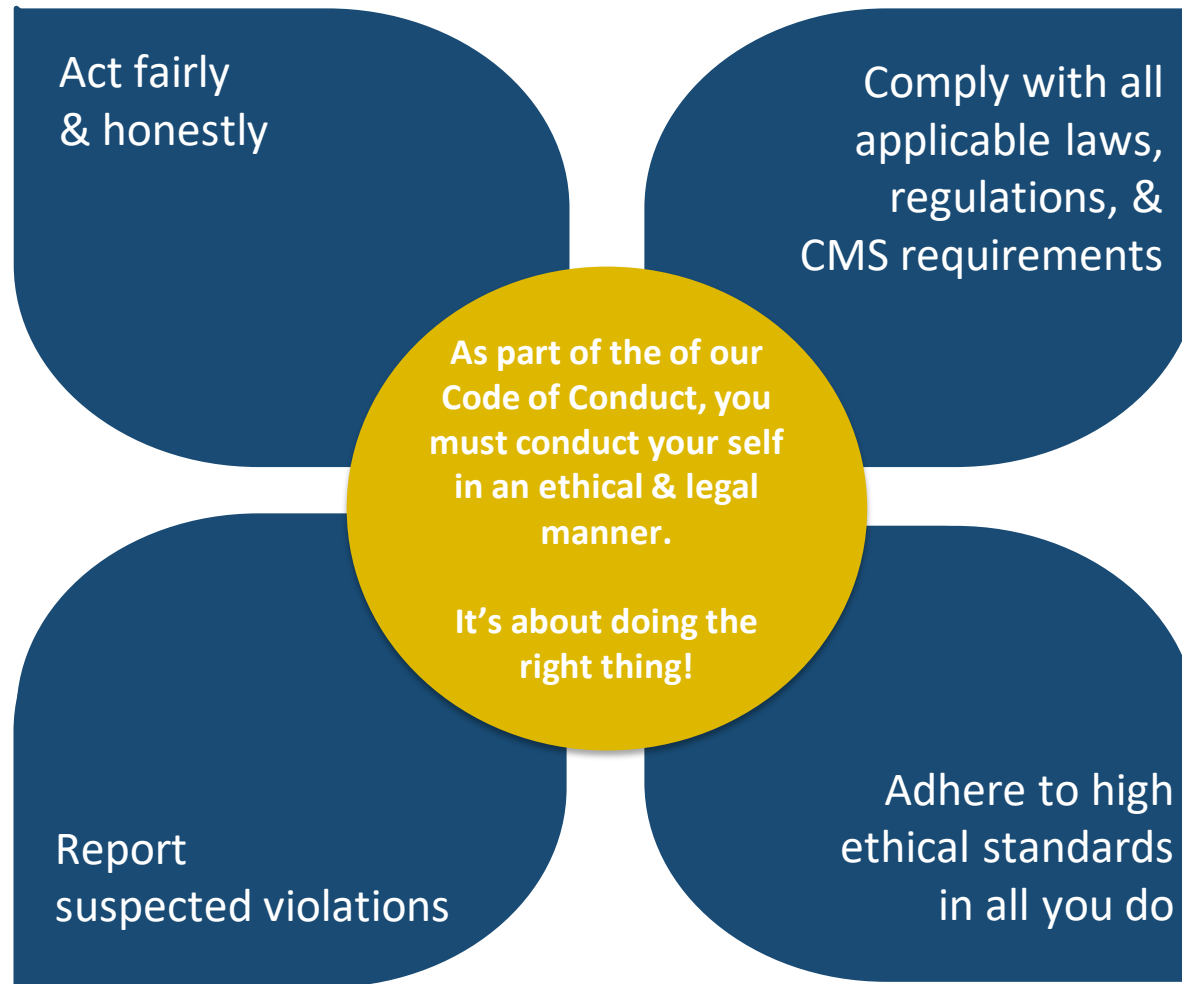 Act fairly
& honestly
Comply with all
applicable laws,
regulations, &
CMS requirements
As part of the of our
Code of Conduct, you
must conduct your self
in an ethical & legal
manner.
It’s about doing the
right thing!
Report
suspected violations
Adhere to high
ethical standards
in all you do